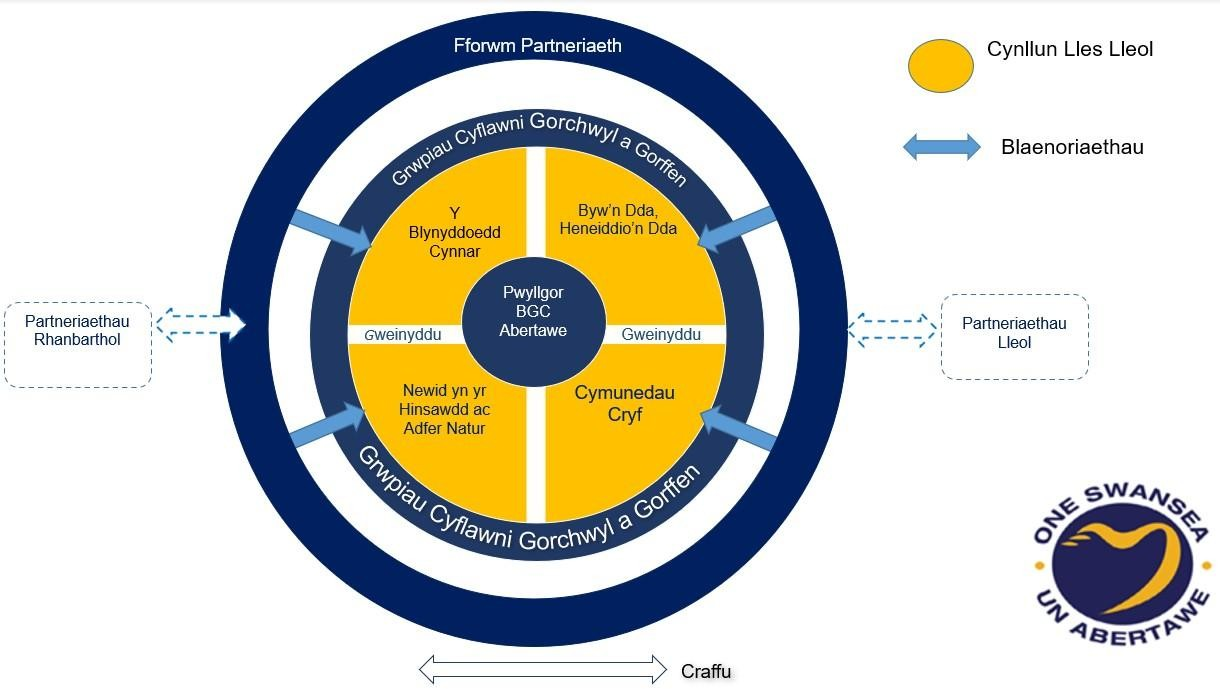 Fforwm Partneriaeth
Cynllun Lles Lleol
Blaenoriaethau
Grwpiau Cyflawni Gorchwyl a Gorffen
Y
Blynyddoedd
Cynnar
Byw’n Dda,
Heneiddio’n Dda
Pwyllgor
BGC
Abertawe
Gweinyddu
Gweinyddu
Partneriaethau
Rhanbarthol
Partneriaethau
Lleol
Newid yn yr
Hinsawdd ac
Adfer Natur
Cymunedau
Cryf
Grwpiau Cyflawni Gorchwyl a Gorffen
ONE SWANSEA
UN ABERTAWE
Craffu